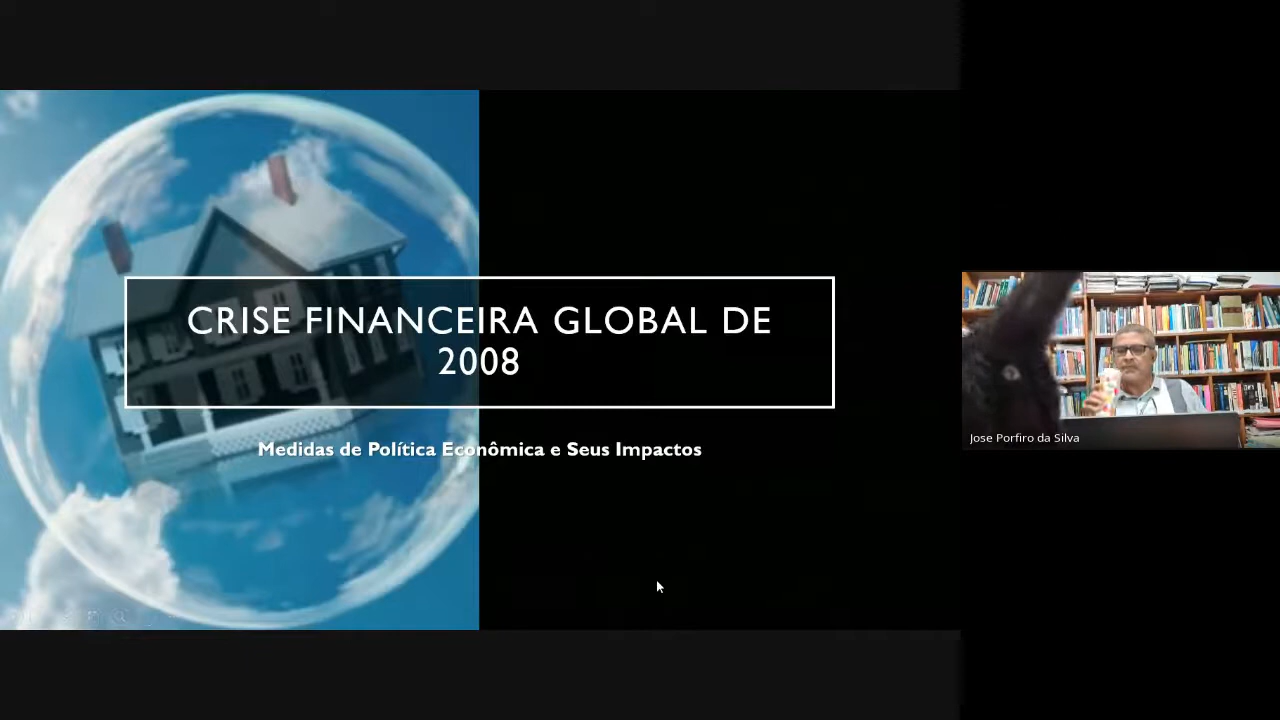 CRISE FINANCEIRA GLOBAL DE
2008
Medidas de Política Econômica e Seus Impactos
Jose Porfiro da Silva